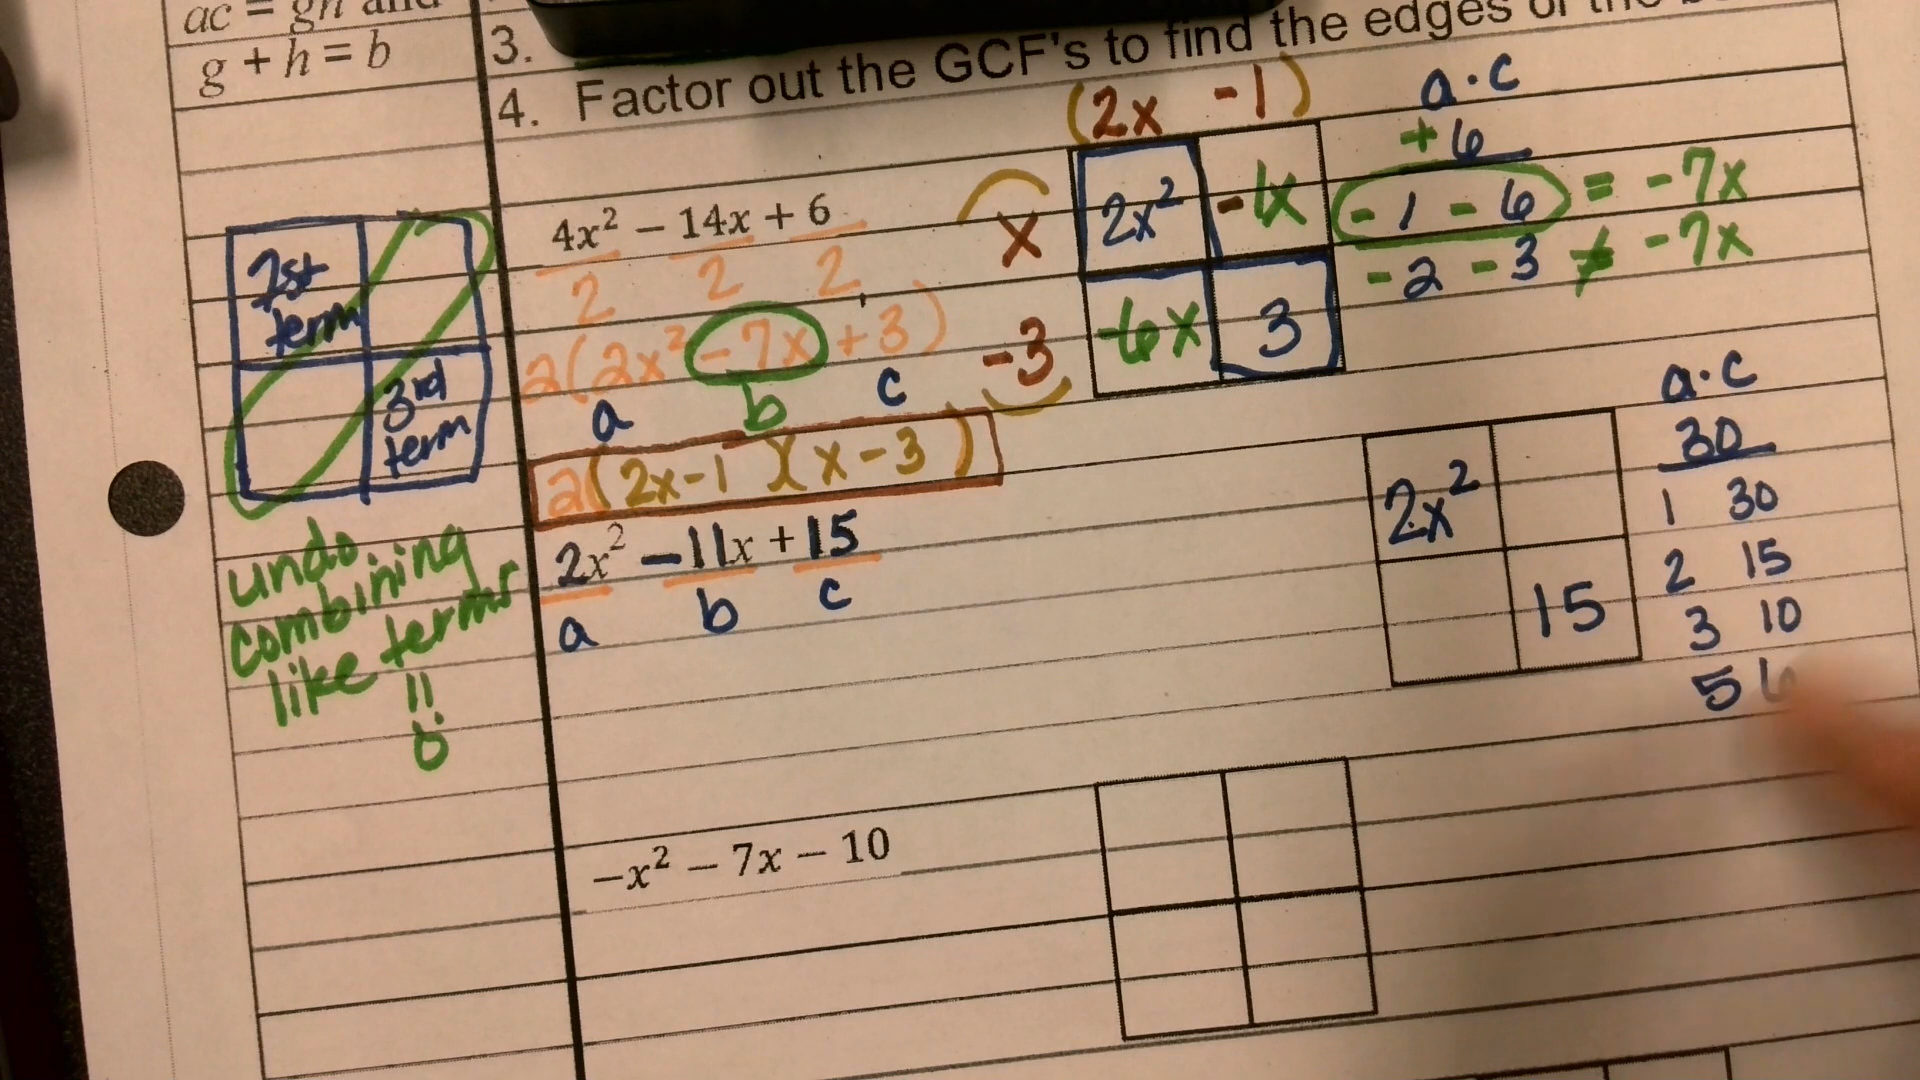 ac = gh and
g + h = b
3.
4. Factor out the GCF's to find the edges of the
(2x -1)
a·c
+6
4x² − 14x + 6
2 2 2
x
2x² -1x
-1 -6 = -7x
-2 -3 ≠ -7x
2(2x² -7x +3)
a b c
-3
-6x 3
2(2x-1)(x-3)
1st term
3rd term
undo
combining
like terms
2x² -11x +15
a b c
2x²
15
a·c
30
1 30
2 15
3 10
5 6
−x² − 7x − 10